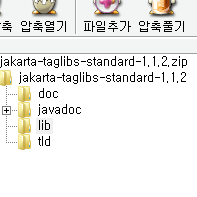 축 압축열기 파일추가 압축풀기
jakarta-taglibs-standard-1.1.2.zip
jakarta-taglibs-standard-1.1.2
doc
javadoc
lib
tld